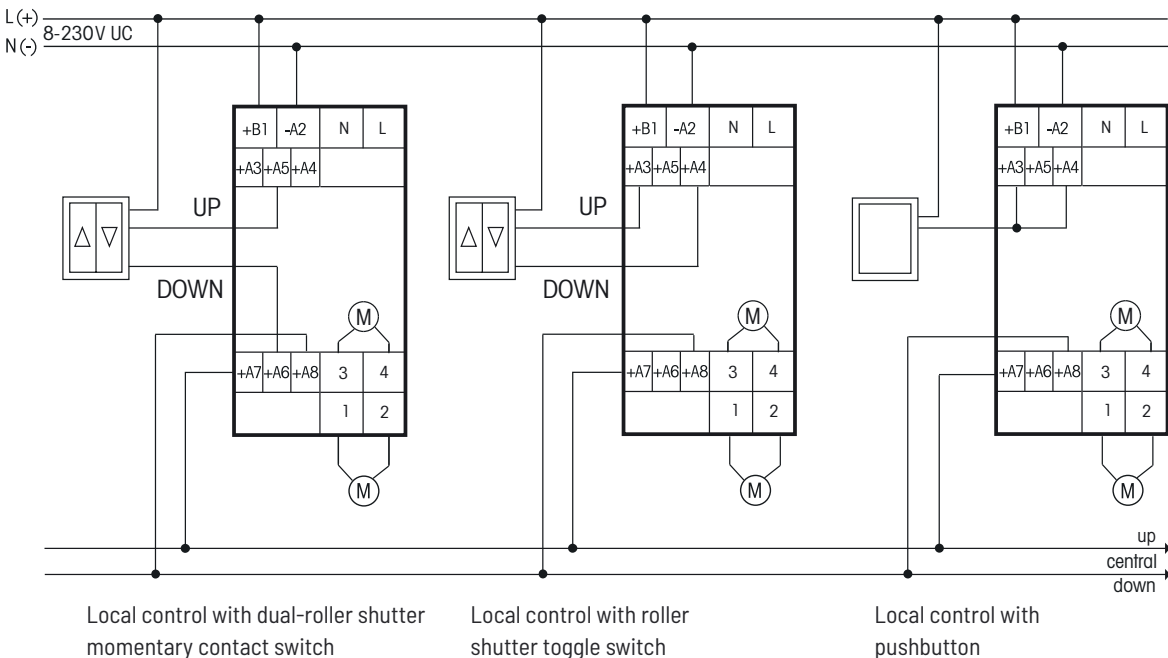 L(+)
8-230V UC
N(-)
+B1 -A2 N L
+A3 +A5 +A4
UP
DOWN
M
+A7 +A6 +A8 3 4
1 2
M
+B1 -A2 N L
+A3 +A5 +A4
UP
DOWN
M
+A7 +A6 +A8 3 4
1 2
M
+B1 -A2 N L
+A3 +A5 +A4
M
+A7 +A6 +A8 3 4
1 2
M
up
central
down
Local control with dual-roller shutter
momentary contact switch
Local control with roller
shutter toggle switch
Local control with
pushbutton